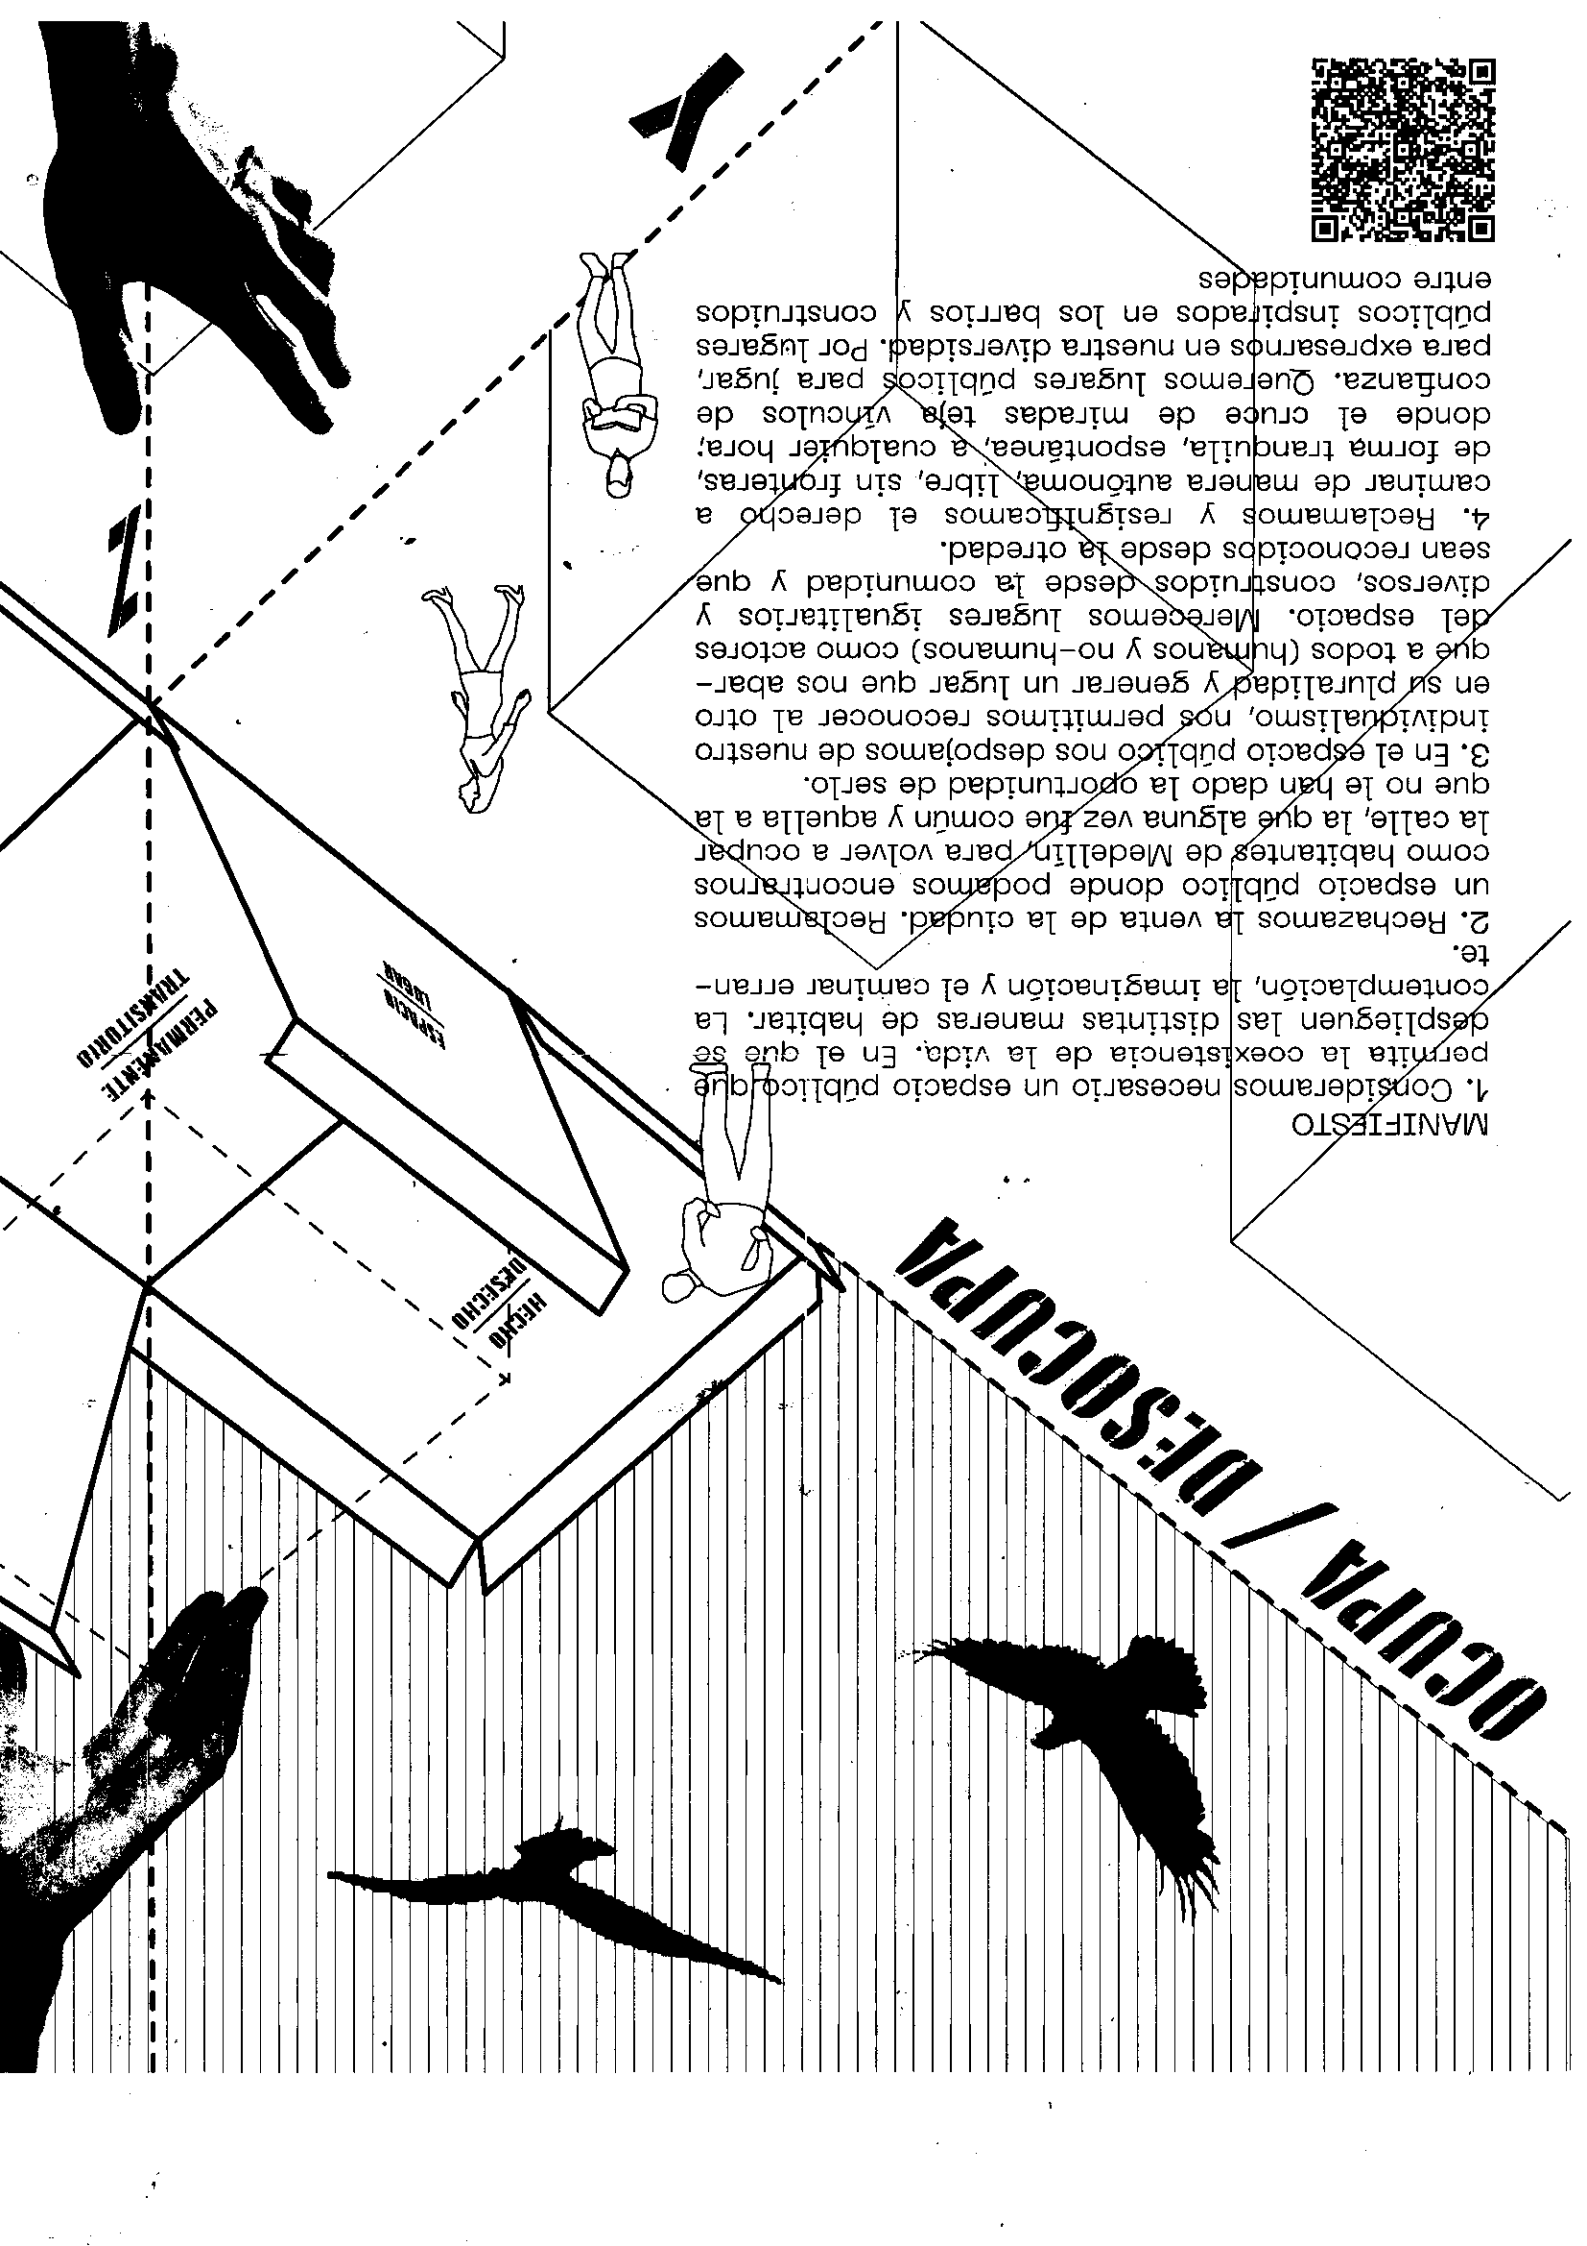 OCUPA / DESOCUPA
MANIFIESTO
1. Consideramos necesario un espacio público que
permita la coexistencia de la vida. En el que se
desplieguen las distintas maneras de habitar. La
contemplación, la imaginación y el caminar erran-
te.
2. Rechazamos la venta de la ciudad. Reclamamos
un espacio público donde podamos encontrarnos
como habitantes de Medellín, para volver a ocupar
la calle, la que alguna vez fue común y aquella a la
que no le han dado la oportunidad de serlo.
3. En el espacio público nos despojamos de nuestro
individualismo, nos permitimos reconocer al otro
en su pluralidad y generar un lugar que nos abar-
que a todos (humanos y no-humanos) como actores
del espacio. Merecemos lugares igualitarios y
diversos, construidos desde la comunidad y que
sean reconocidos desde la otredad.
4. Reclamamos y resignificamos el derecho a
caminar de manera autónoma, libre, sin fronteras,
de forma tranquila, espontánea, a cualquier hora;
donde el cruce de miradas teja vínculos de
confianza. Queremos lugares públicos para jugar,
para expresarnos en nuestra diversidad. Por lugares
públicos inspirados en los barrios y construidos
entre comunidades
HECHO
DESECHO
ESPACIO
LUGAR
PERMANENTE
TRANSITORIO
Z
Y